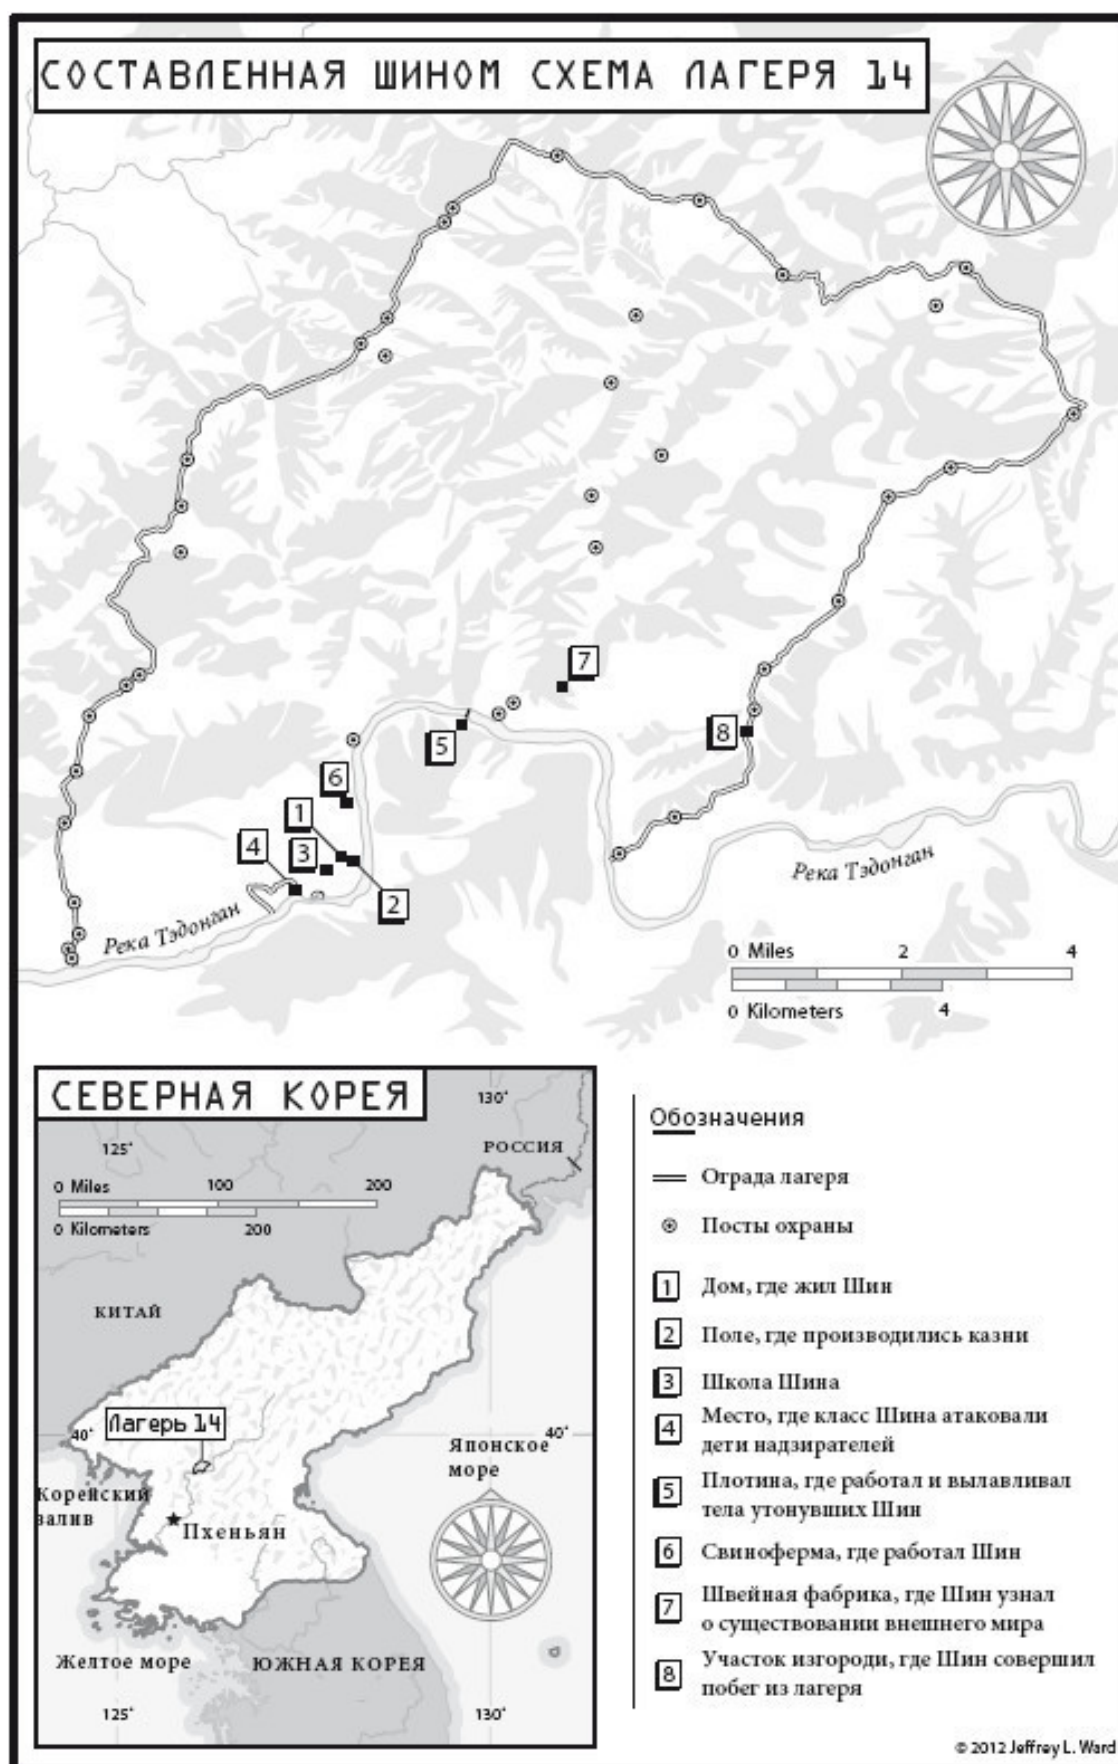 СОСТАВЛЕННАЯ ШИНОМ СХЕМА ЛАГЕРЯ 14
7
5
8
6
1
4
3
2
Река Тэдонган
Река Тэдонган
0 Miles 2 4
0 Kilometers 4
СЕВЕРНАЯ КОРЕЯ
130°
125°
РОССИЯ
0 Miles 100 200
0 Kilometers 200
КИТАЙ
Лагерь 14
40°
40°
Японское
море
Корейский
залив
Пхеньян
Желтое море
ЮЖНАЯ КОРЕЯ
125°
130°
Обозначения
Ограда лагеря
Посты охраны
1 Дом, где жил Шин
2 Поле, где производились казни
3 Школа Шина
4 Место, где класс Шина атаковали
дети надзирателей
5 Плотина, где работал и вылавливал
тела утонувших Шин
6 Свиноферма, где работал Шин
7 Швейная фабрика, где Шин узнал
о существовании внешнего мира
8 Участок изгороди, где Шин совершил
побег из лагеря
© 2012 Jeffrey L. Ward